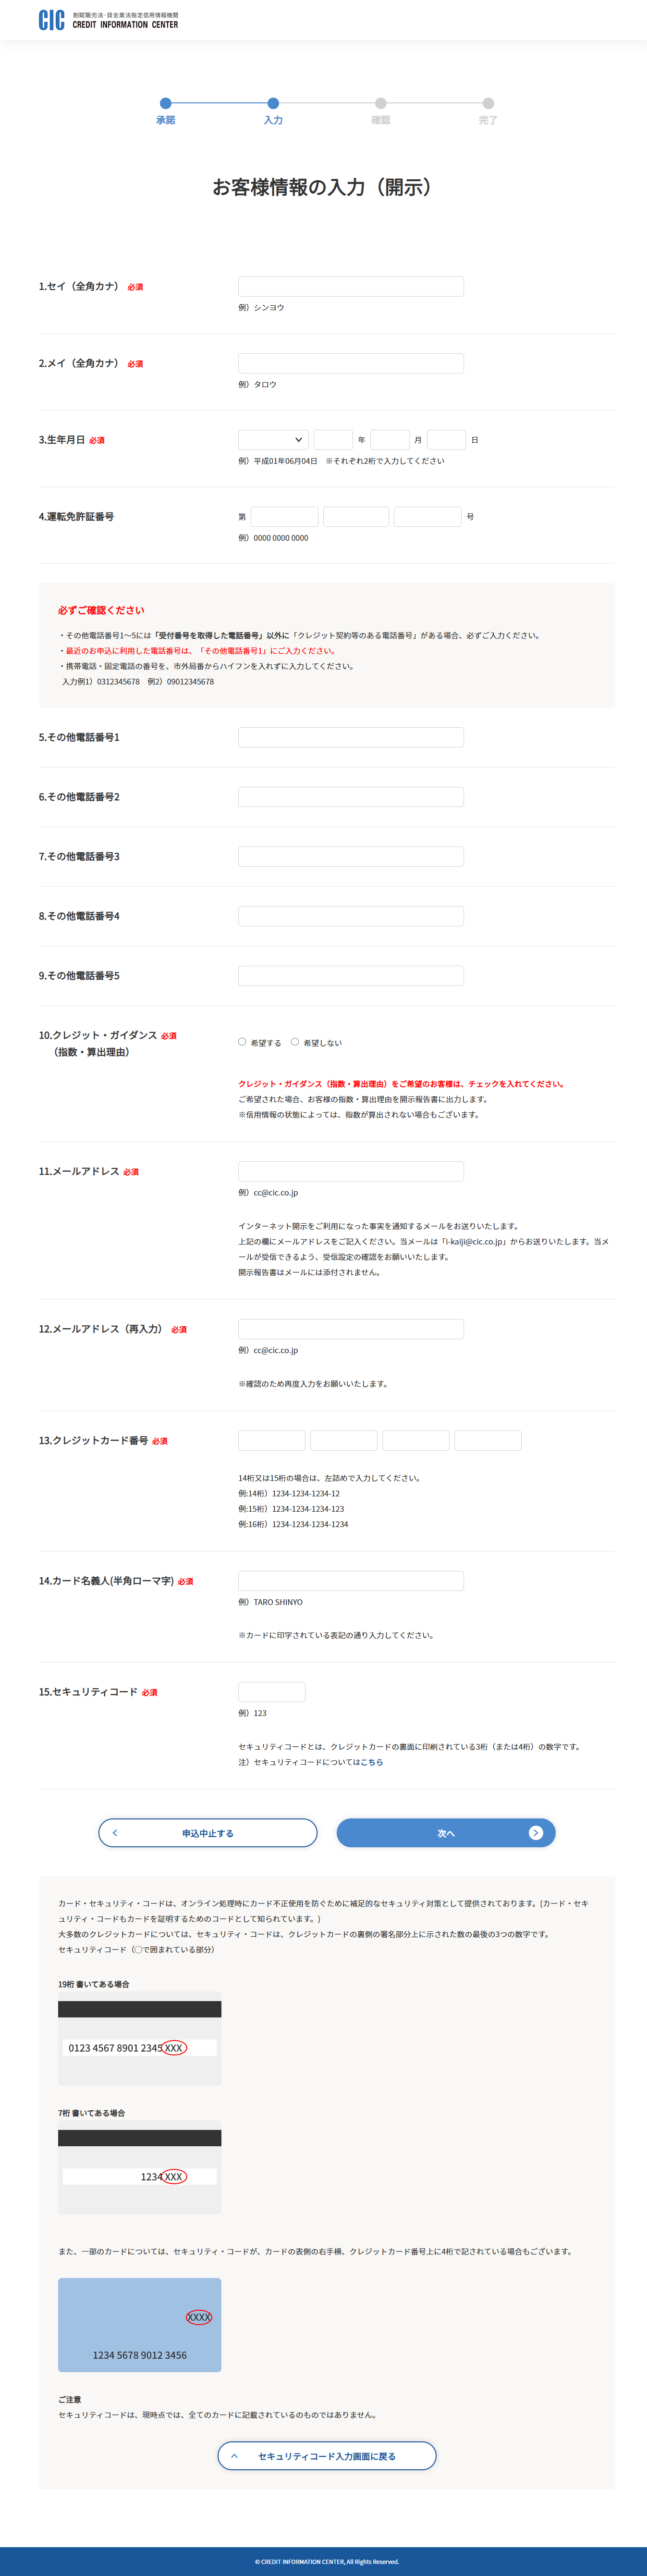 CIC 割賦販売法・貸金業法指定信用情報機関
CREDIT INFORMATION CENTER
承諾 入力 確認 完了
お客様情報の入力（開示）
1.セイ（全角カナ） 必須
例）シンヨウ
2.メイ（全角カナ） 必須
例）タロウ
3.生年月日 必須 年 月 日
例）平成01年06月04日　※それぞれ2桁で入力してください
4.運転免許証番号 第 号
例）0000 0000 0000
必ずご確認ください
・その他電話番号1～5には「受付番号を取得した電話番号」以外に「クレジット契約等のある電話番号」がある場合、必ずご入力ください。
・最近のお申込に利用した電話番号は、「その他電話番号1」にご入力ください。
・携帯電話・固定電話の番号を、市外局番からハイフンを入れずに入力してください。
入力例1）0312345678　例2）09012345678
5.その他電話番号1
6.その他電話番号2
7.その他電話番号3
8.その他電話番号4
9.その他電話番号5
10.クレジット・ガイダンス 必須
（指数・算出理由）
希望する 希望しない
クレジット・ガイダンス（指数・算出理由）をご希望のお客様は、チェックを入れてください。
ご希望された場合、お客様の指数・算出理由を開示報告書に出力します。
※信用情報の状態によっては、指数が算出されない場合もございます。
11.メールアドレス 必須
例）cc@cic.co.jp
インターネット開示をご利用になった事実を通知するメールをお送りいたします。
上記の欄にメールアドレスをご記入ください。当メールは「i-kaiji@cic.co.jp」からお送りいたします。当メ
ールが受信できるよう、受信設定の確認をお願いいたします。
開示報告書はメールには添付されません。
12.メールアドレス（再入力） 必須
例）cc@cic.co.jp
※確認のため再度入力をお願いいたします。
13.クレジットカード番号 必須
14桁又は15桁の場合は、左詰めで入力してください。
例:14桁）1234-1234-1234-12
例:15桁）1234-1234-1234-123
例:16桁）1234-1234-1234-1234
14.カード名義人(半角ローマ字) 必須
例）TARO SHINYO
※カードに印字されている表記の通り入力してください。
15.セキュリティコード 必須
例）123
セキュリティコードとは、クレジットカードの裏面に印刷されている3桁（または4桁）の数字です。
注）セキュリティコードについてはこちら
申込中止する 次へ
カード・セキュリティ・コードは、オンライン処理時にカード不正使用を防ぐために補足的なセキュリティ対策として提供されております。(カード・セキ
ュリティ・コードもカードを証明するためのコードとして知られています。)
大多数のクレジットカードについては、セキュリティ・コードは、クレジットカードの裏側の署名部分上に示された数の最後の3つの数字です。
セキュリティコード（○で囲まれている部分）
19桁 書いてある場合
0123 4567 8901 2345 XXX
7桁 書いてある場合
1234 XXX
また、一部のカードについては、セキュリティ・コードが、カードの表側の右手横、クレジットカード番号上に4桁で記されている場合もございます。
XXXX
1234 5678 9012 3456
ご注意
セキュリティコードは、現時点では、全てのカードに記載されているものではありません。
セキュリティコード入力画面に戻る
© CREDIT INFORMATION CENTER, All Rights Reserved.